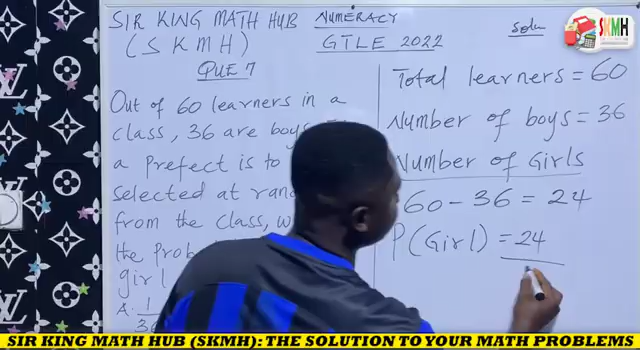 SIR KING MATH HUB NUMERACY
(SKMH) GTLE 2022
QUE 7
Out of 60 learners in a
class, 36 are boys.
a Prefect is to
selected at
from the Class,
the
girl
A. 1
Soln
Total learners = 60
Number of boys = 36
Number of Girls
60 - 36 = 24
P(Girl) = 24
SKMH
SIR KING MATH HUB (SKMH): THE SOLUTION TO YOUR MATH PROBLEMS